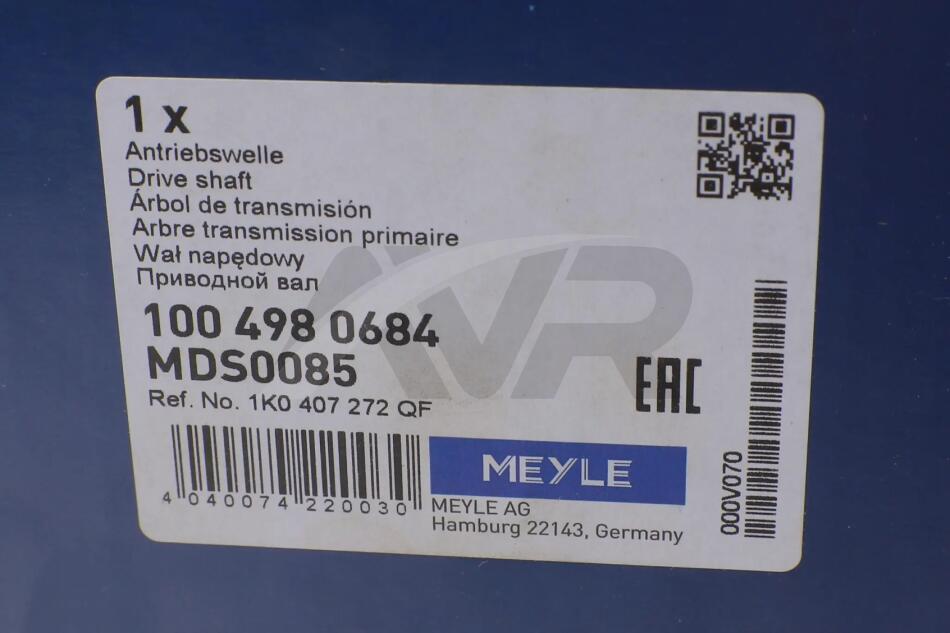 1 x
Antriebswelle
Drive shaft
Árbol de transmisión
Arbre transmission primaire
Wał napędowy
Приводной вал
100 498 0684
MDS0085
Ref. No. 1K0 407 272 QF
4 040074 220030
EAC
MEYLE
MEYLE AG
Hamburg 22143, Germany
000V070
AVR